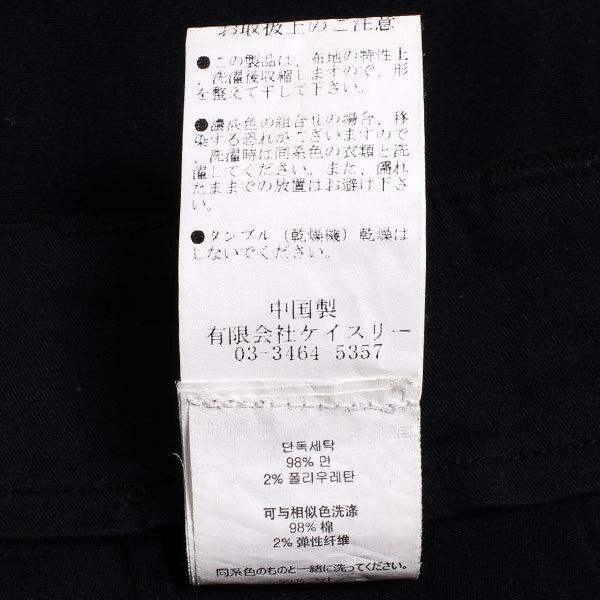 お取扱上のご注意
●この製品は、布地の特性上
、洗濯後収縮しますので、形
を整えて干して下さい。
●濃淡色の組合せの場合、移
染する恐れがございますので
、洗濯時は同系色の衣類と洗
濯してください。また、濡れ
たままでの放置はお避け下さ
い。
●タンブル（乾燥機）乾燥は
しないでください。
中国製
有限会社ケイスリー
03-3464-5357
단독세탁
98% 면
2% 폴리우레탄
可与相似色洗涤
98% 棉
2% 弹性纤维
同系色のものと一緒に洗ってください。